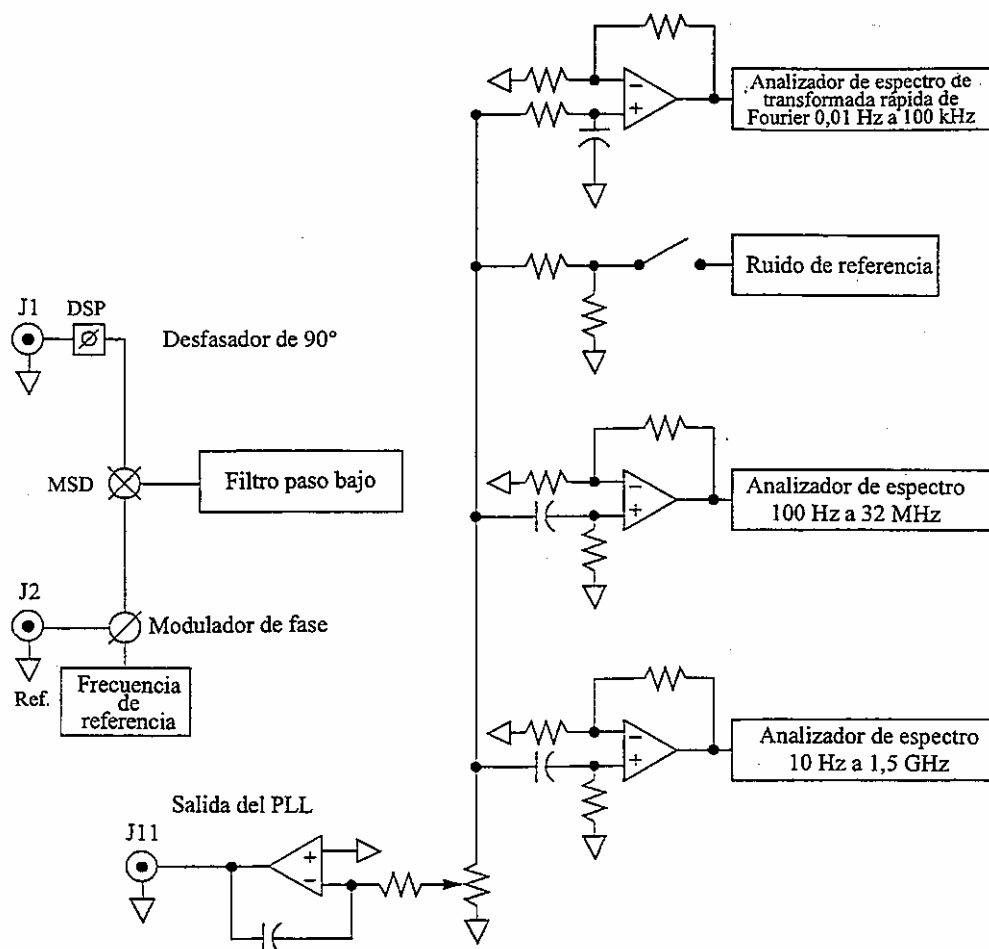 Analizador de espectro de
transformada rápida de
Fourier 0,01 Hz a 100 kHz
Ruido de referencia
J1
DSP
Desfasador de 90°
MSD
Filtro paso bajo
Analizador de espectro
100 Hz a 32 MHz
J2
Modulador de fase
Ref.
Frecuencia
de
referencia
Analizador de espectro
10 Hz a 1,5 GHz
Salida del PLL
J11